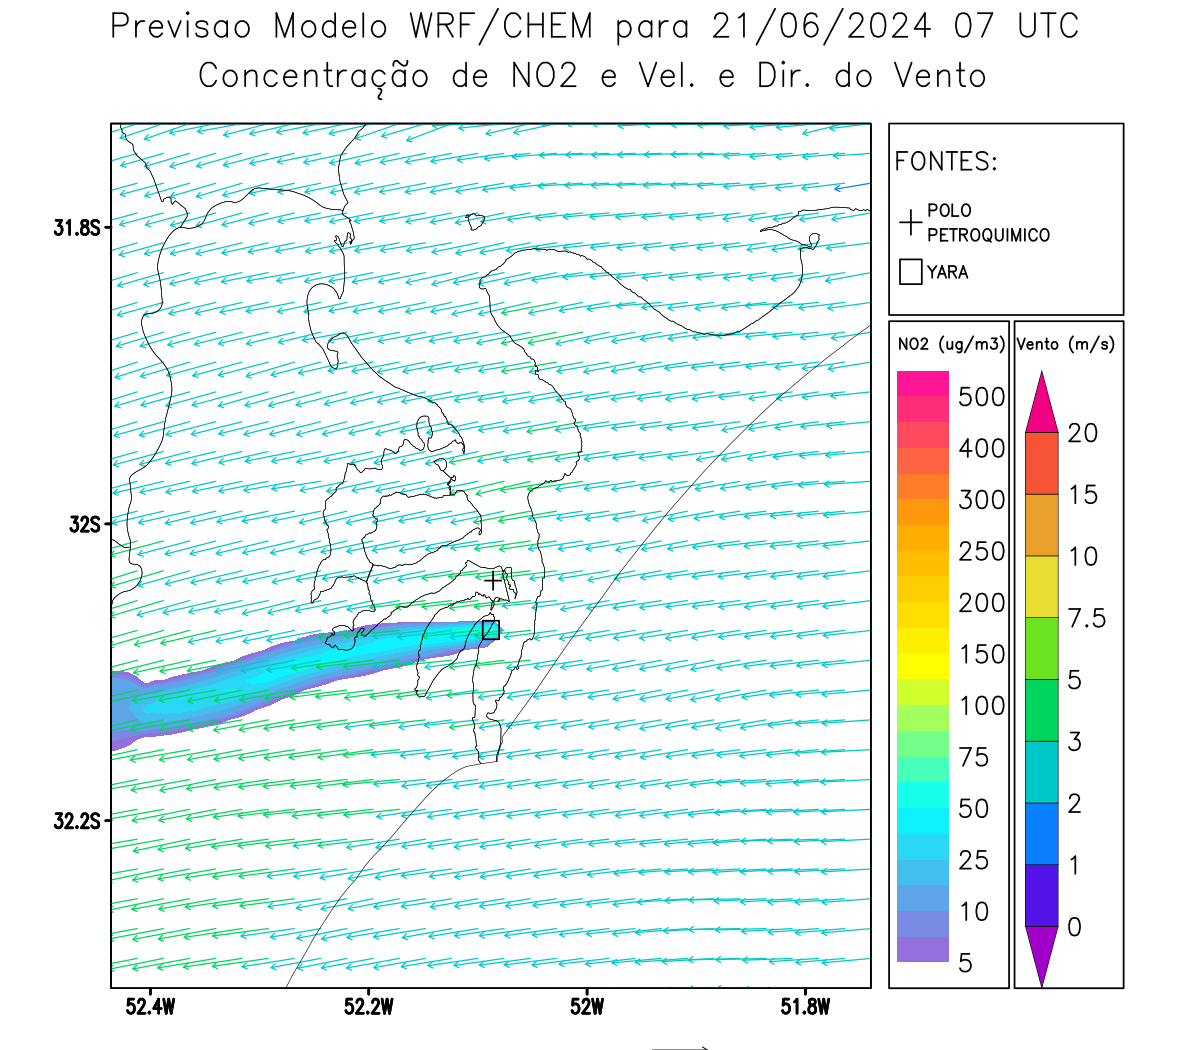 Previsao Modelo WRF/CHEM para 21/06/2024 07 UTC
Concentração de NO2 e Vel. e Dir. do Vento
FONTES:
POLO
PETROQUIMICO
YARA
31.8S
32S
32.2S
52.4W
52.2W
52W
51.8W
NO2 (ug/m3)
500
400
300
250
200
150
100
75
50
25
10
5
Vento (m/s)
20
15
10
7.5
5
3
2
1
0